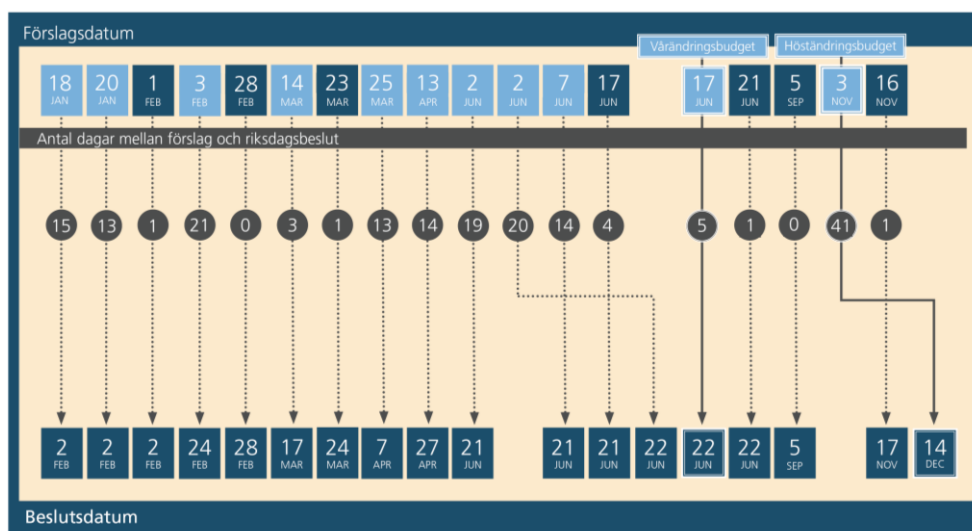 Förslagsdatum
Vårändringsbudget Höständringsbudget
18 20 1 3 28 14 23 25 13 2 2 7 17 17 21 5 3 16
JAN JAN FEB FEB FEB MAR MAR MAR APR JUN JUN JUN JUN JUN JUN SEP NOV NOV
Antal dagar mellan förslag och riksdagsbeslut
15 13 1 21 0 3 1 13 14 19 20 14 4 5 1 0 41 1
2 2 2 24 28 17 24 7 27 21 21 21 22 22 22 5 17 14
FEB FEB FEB FEB FEB MAR MAR APR APR JUN JUN JUN JUN JUN JUN SEP NOV DEC
Beslutsdatum